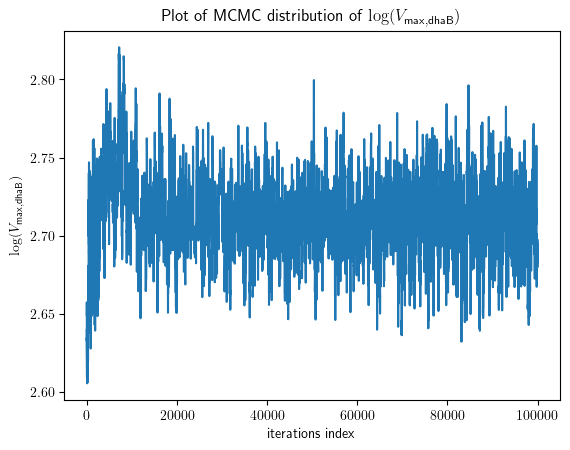 Plot of MCMC distribution of log(V_max,dhaB)
log(V_max,dhaB)
2.80
2.75
2.70
2.65
2.60
0 20000 40000 60000 80000 100000
iterations index